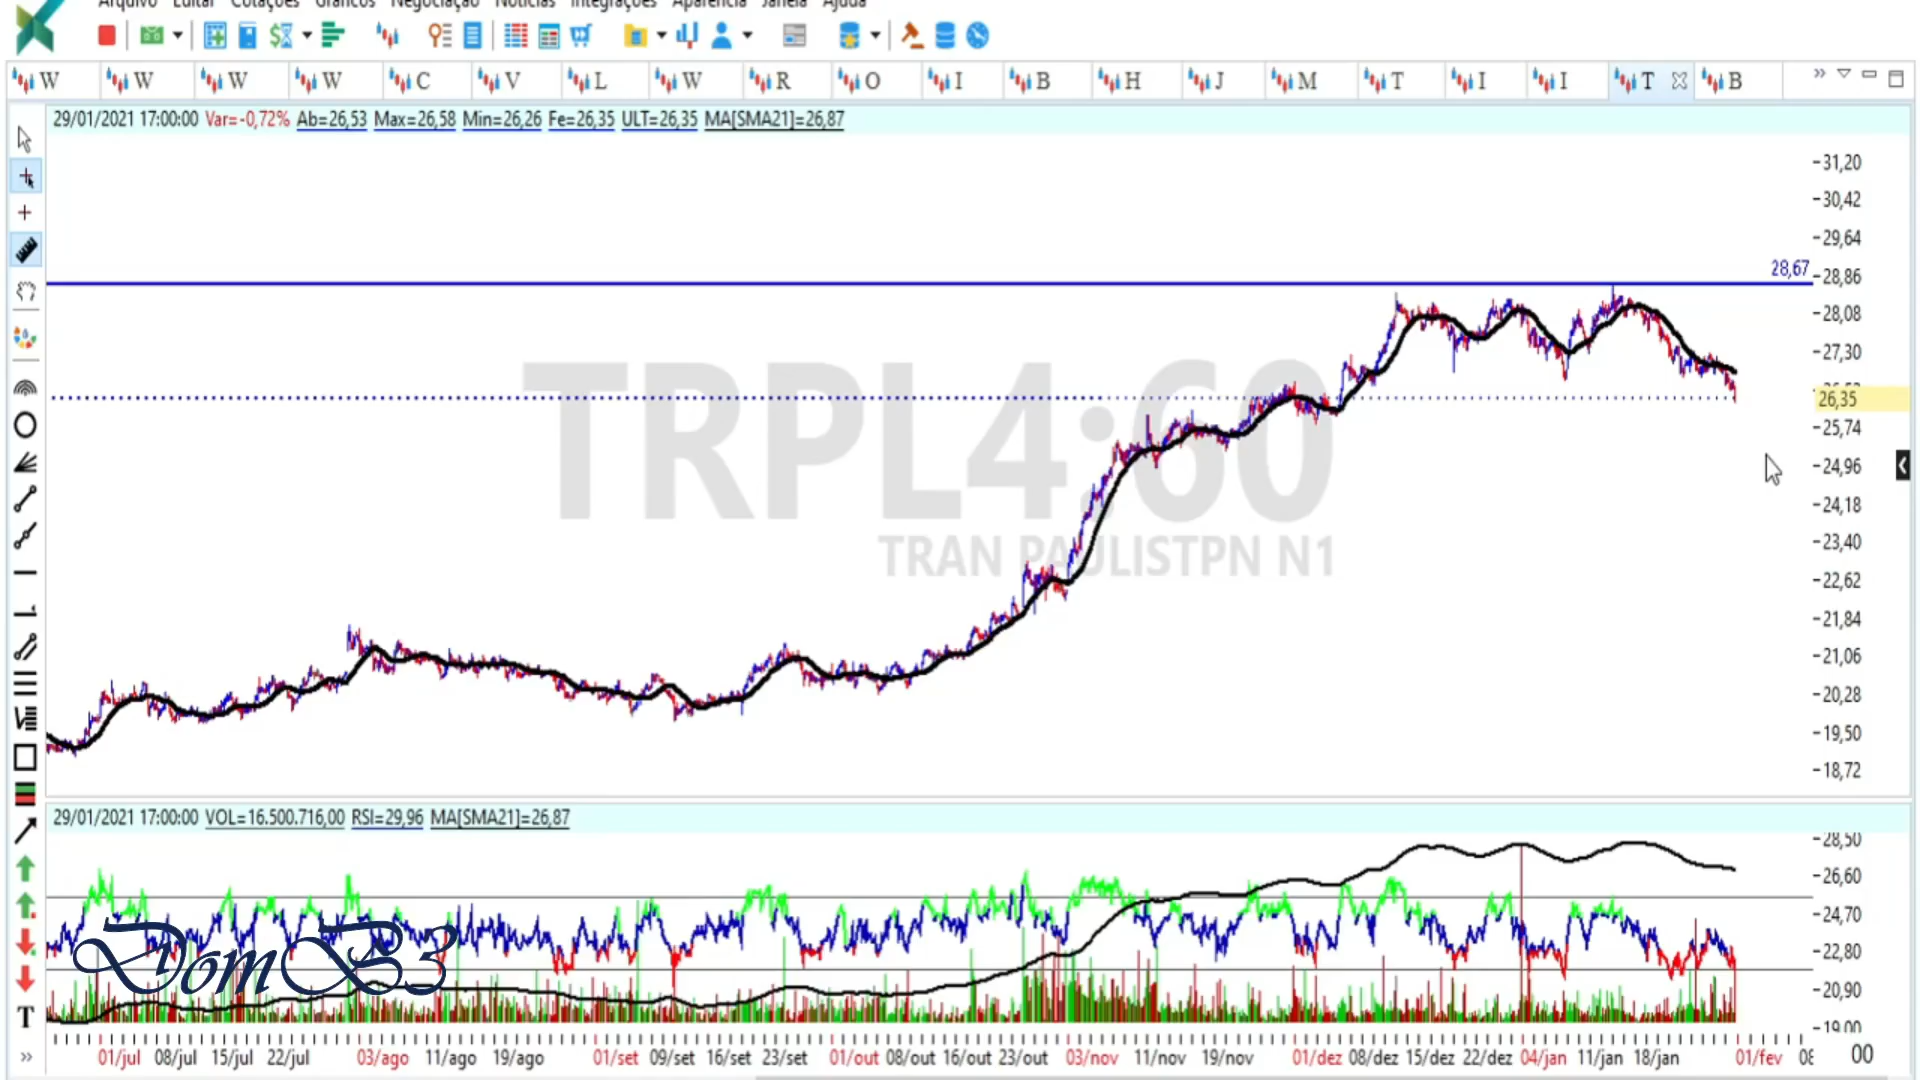 Arquivo Editar Cotações Gráficos Negociação Notícias Integrações Aparência Janela Ajuda
W W W W C V L W R O I B H J M T I I T B
29/01/2021 17:00:00 Var=-0,72% Ab=26,53 Max=26,58 Min=26,26 Fe=26,35 ULT=26,35 MA[SMA21]=26,87
31,20
30,42
29,64
28,67
28,86
28,08
27,30
26,35
25,74
24,96
24,18
23,40
22,62
21,84
21,06
20,28
19,50
18,72
TRPL4:60
TRAN PAULISTPN N1
29/01/2021 17:00:00 VOL=16.500.716,00 RSI=29,96 MA[SMA21]=26,87
28,50
26,60
24,70
22,80
20,90
19,00
DomB3
T
01/jul 08/jul 15/jul 22/jul 03/ago 11/ago 19/ago 01/set 09/set 16/set 23/set 01/out 08/out 16/out 23/out 03/nov 11/nov 19/nov 01/dez 08/dez 15/dez 22/dez 04/jan 11/jan 18/jan 01/fev 00